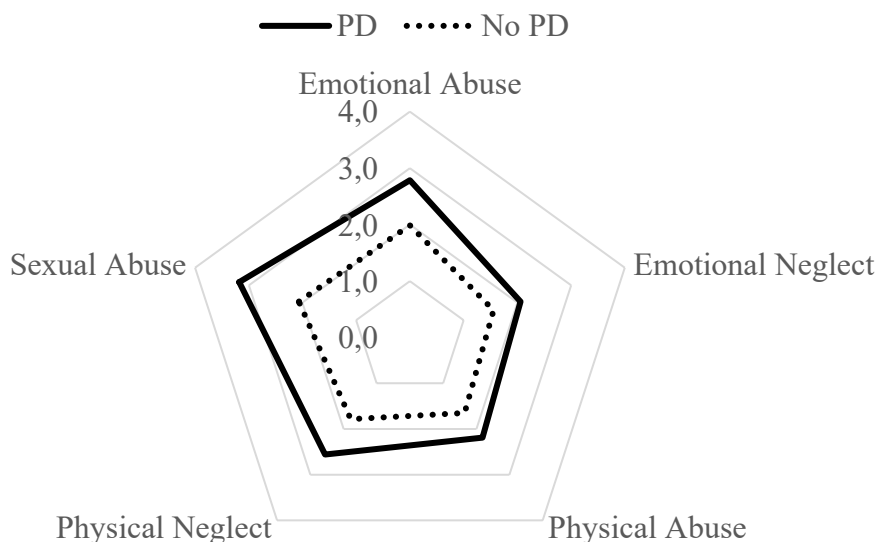 PD No PD
Emotional Abuse
4,0
3,0
2,0
1,0
0,0
Sexual Abuse
Emotional Neglect
Physical Neglect
Physical Abuse